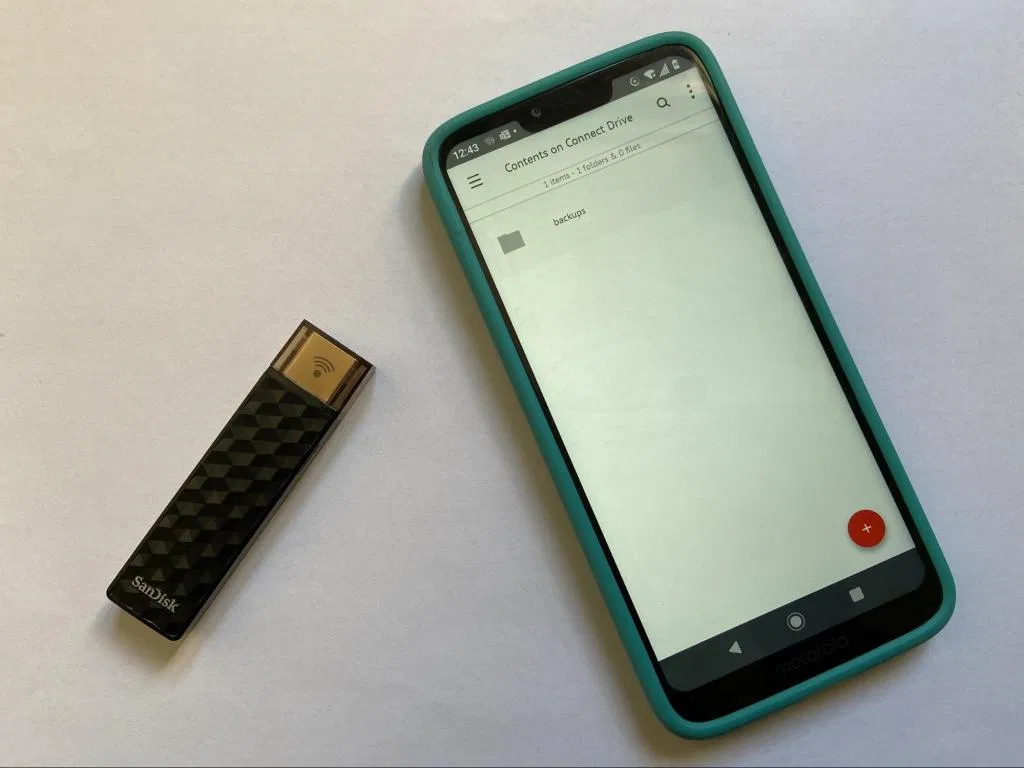 12:43
Contents on Connect Drive
1 items - 1 folders & 0 files
backups
+
motorola
SanDisk